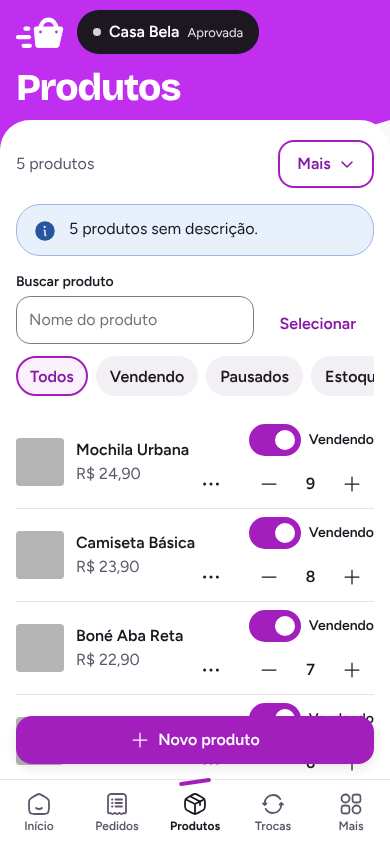 Casa Bela Aprovada
Produtos
5 produtos
Mais
5 produtos sem descrição.
Buscar produto
Nome do produto
Selecionar
Todos
Vendendo
Pausados
Estoqu
Mochila Urbana
R$ 24,90
Vendendo
9
Camiseta Básica
R$ 23,90
Vendendo
8
Boné Aba Reta
R$ 22,90
Vendendo
7
Novo produto
Início
Pedidos
Produtos
Trocas
Mais